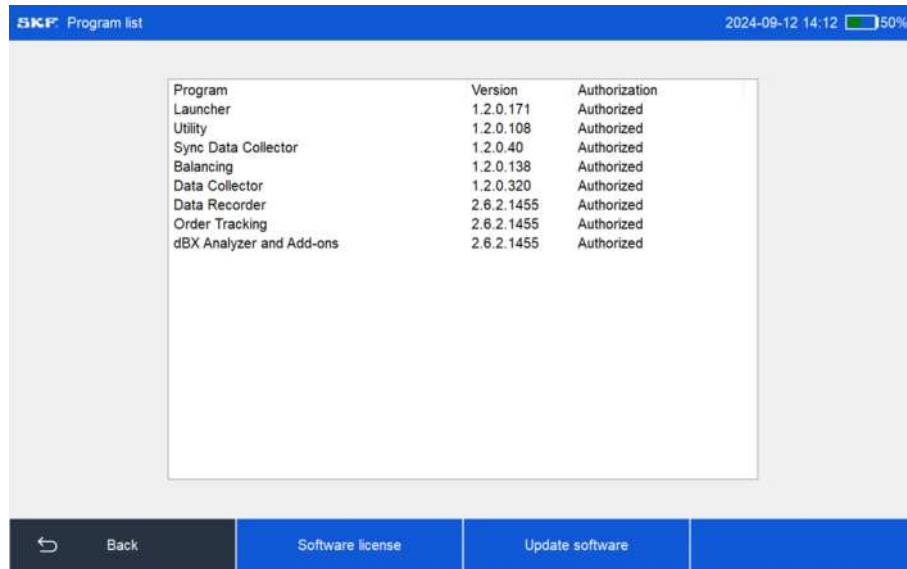 SKF. Program list 2024-09-12 14:12 50%
Program Version Authorization
Launcher 1.2.0.171 Authorized
Utility 1.2.0.108 Authorized
Sync Data Collector 1.2.0.40 Authorized
Balancing 1.2.0.138 Authorized
Data Collector 1.2.0.320 Authorized
Data Recorder 2.6.2.1455 Authorized
Order Tracking 2.6.2.1455 Authorized
dBX Analyzer and Add-ons 2.6.2.1455 Authorized
Back Software license Update software